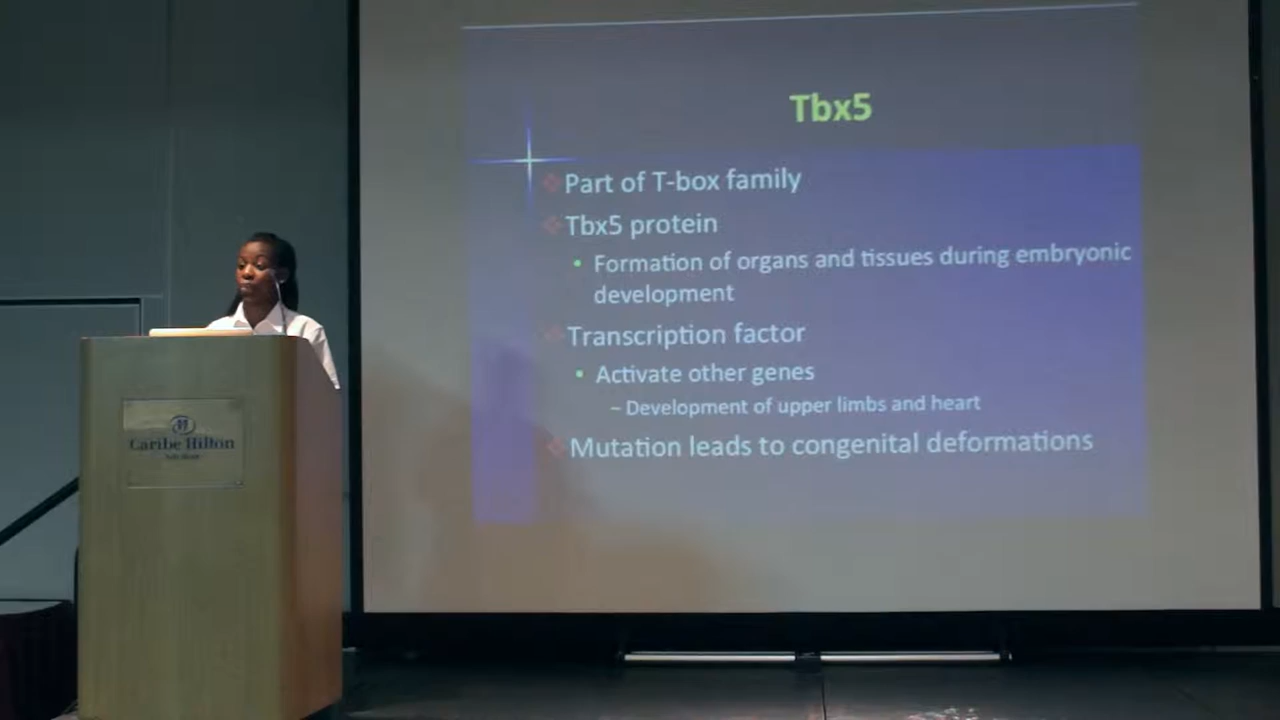 Tbx5
Part of T-box family
Tbx5 protein
• Formation of organs and tissues during embryonic
development
Transcription factor
• Activate other genes
– Development of upper limbs and heart
Mutation leads to congenital deformations
Caribe Hilton